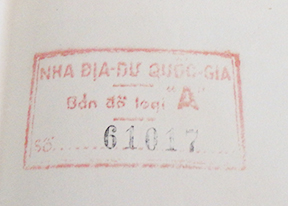 NHA ĐỊA-DƯ QUỐC-GIA
Bản đồ loại "A"
Số 61017